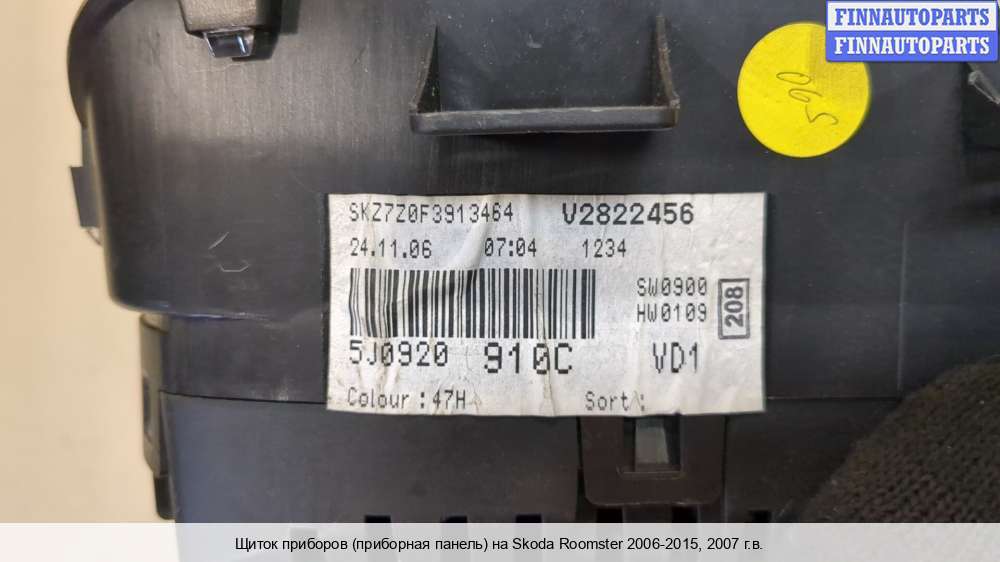 FINNAUTOPARTS
FINNAUTOPARTS
SKZ7Z0F3913464 V2822456
24.11.06 07:04 1234
SW0900
HW0109
208
5J0920 910C VD1
Colour : 47H Sort :
Щиток приборов (приборная панель) на Skoda Roomster 2006-2015, 2007 г.в.